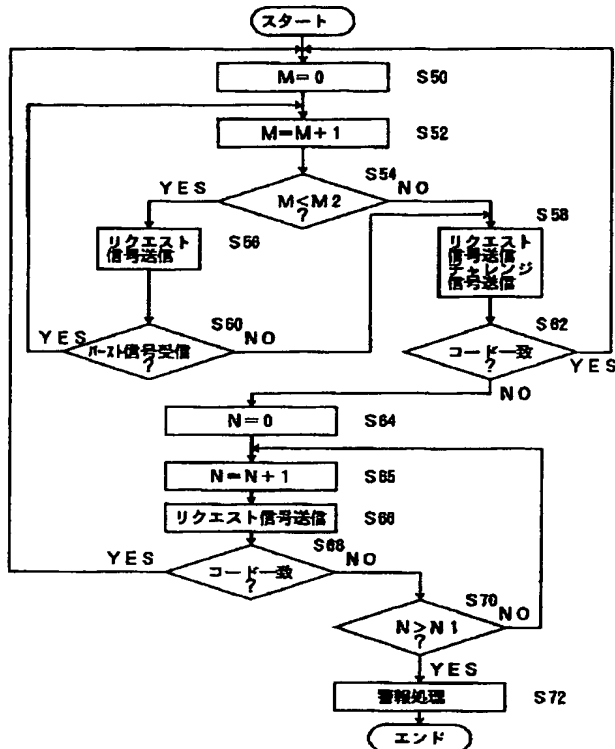 スタート
M=0 S50
M=M+1 S52
S54
YES M<M2 NO
?
S58
リクエスト
信号送信
S56
リクエスト
信号送信
チャレンジ
信号送信
S60
YES バースト信号受信 NO
?
S62
コード一致
?
YES
NO
N=0 S64
N=N+1 S65
リクエスト信号送信 S66
S68
YES コード一致 NO
?
S70
N>N1 NO
?
YES
警報処理 S72
エンド